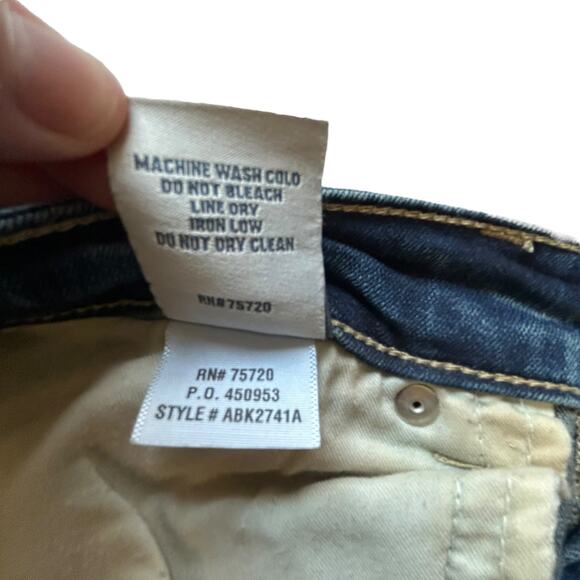 MACHINE WASH COLD
DO NOT BLEACH
LINE DRY
IRON LOW
DO NOT DRY CLEAN
RN#75720
RN# 75720
P.O. 450953
STYLE # ABK2741A